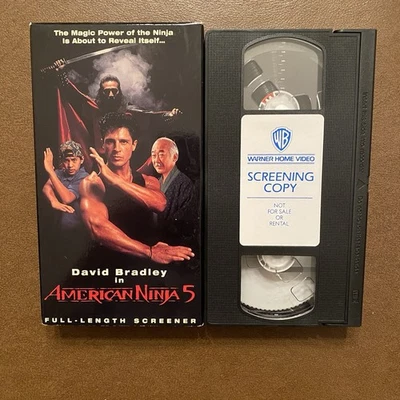 The Magic Power of the Ninja
is About to Reveal Itself...
David Bradley
in
AMERICAN NINJA 5
FULL-LENGTH SCREENER
WB
WARNER HOME VIDEO
SCREENING
COPY
NOT
FOR SALE
OR
RENTAL